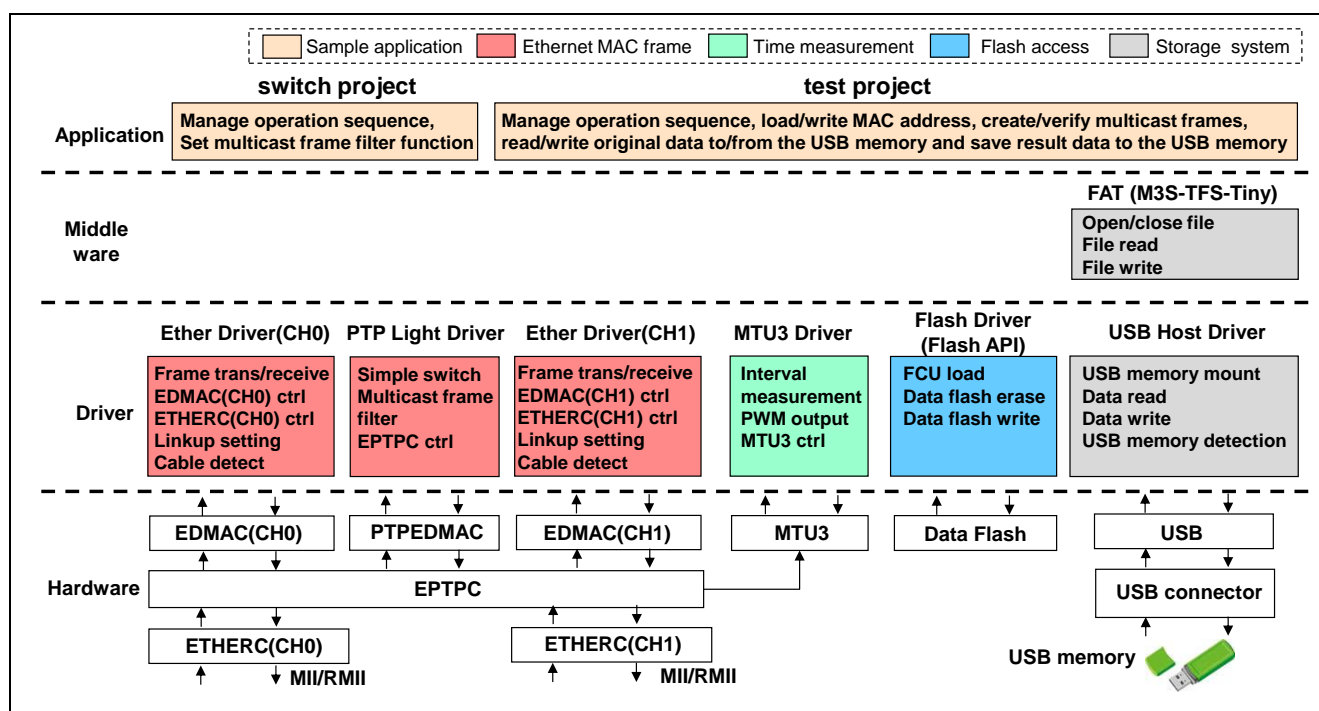 Sample application
Ethernet MAC frame
Time measurement
Flash access
Storage system
switch project
test project
Application
Manage operation sequence,
Set multicast frame filter function
Manage operation sequence, load/write MAC address, create/verify multicast frames,
read/write original data to/from the USB memory and save result data to the USB memory
Middle
ware
FAT (M3S-TFS-Tiny)
Open/close file
File read
File write
Driver
Ether Driver(CH0)
Frame trans/receive
EDMAC(CH0) ctrl
ETHERC(CH0) ctrl
Linkup setting
Cable detect
PTP Light Driver
Simple switch
Multicast frame
filter
EPTPC ctrl
Ether Driver(CH1)
Frame trans/receive
EDMAC(CH1) ctrl
ETHERC(CH1) ctrl
Linkup setting
Cable detect
MTU3 Driver
Interval
measurement
PWM output
MTU3 ctrl
Flash Driver
(Flash API)
FCU load
Data flash erase
Data flash write
USB Host Driver
USB memory mount
Data read
Data write
USB memory detection
Hardware
EDMAC(CH0)
PTPEDMAC
EDMAC(CH1)
MTU3
Data Flash
USB
EPTPC
USB connector
ETHERC(CH0)
ETHERC(CH1)
USB memory
MII/RMII
MII/RMII